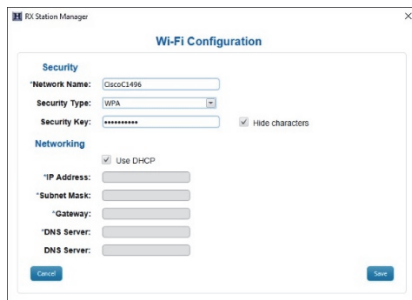 H RX Station Manager
Wi-Fi Configuration
Security
*Network Name: CiscoC1496
Security Type: WPA
Security Key: ••••••••••
Hide characters
Networking
Use DHCP
*IP Address:
*Subnet Mask:
*Gateway:
*DNS Server:
DNS Server:
Cancel
Save